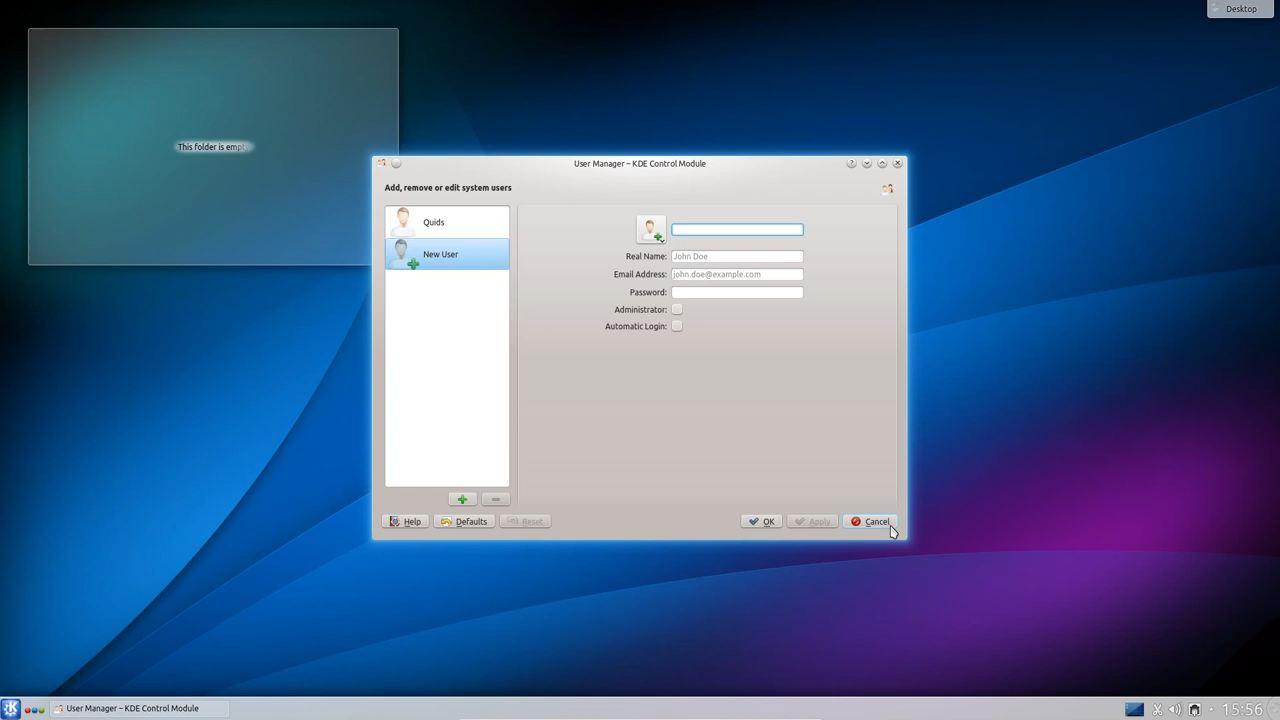 Desktop
This folder is empty
User Manager – KDE Control Module
Add, remove or edit system users
Quids
New User
Real Name: John Doe
Email Address: john.doe@example.com
Password:
Administrator:
Automatic Login:
Help Defaults Reset OK Apply Cancel
User Manager – KDE Control Module
15:56